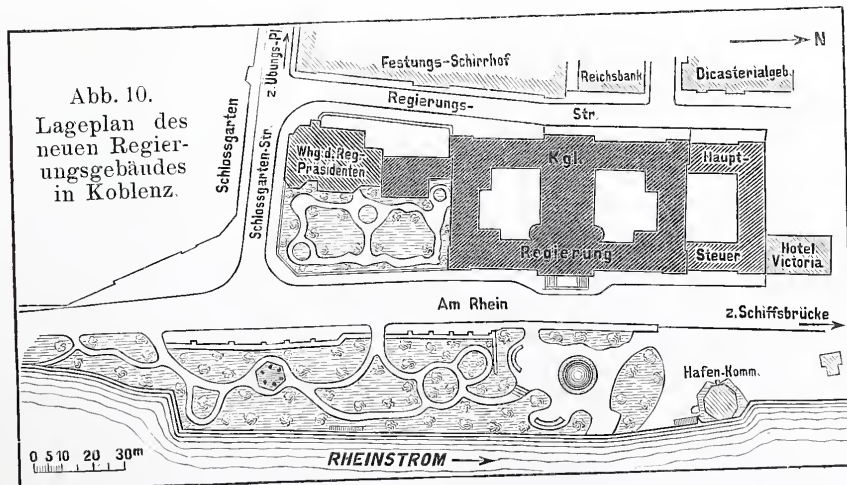 Abb. 10.
Lageplan des
neuen Regier-
ungsgebäudes
in Koblenz.
Schlossgarten
z. Übungs-Pl.
Schlossgarten-Str.
Festungs-Schirrhof
Reichsbank
Dicasterialgeb.
N
Regierungs-
Str.
Whg. d. Reg.-
Präsidenten
Kgl.
Haupt-
Regierung
Steuer
Hotel
Victoria
Am Rhein
z. Schiffsbrücke
Hafen-Komm.
0 5 10 20 30m
RHEINSTROM